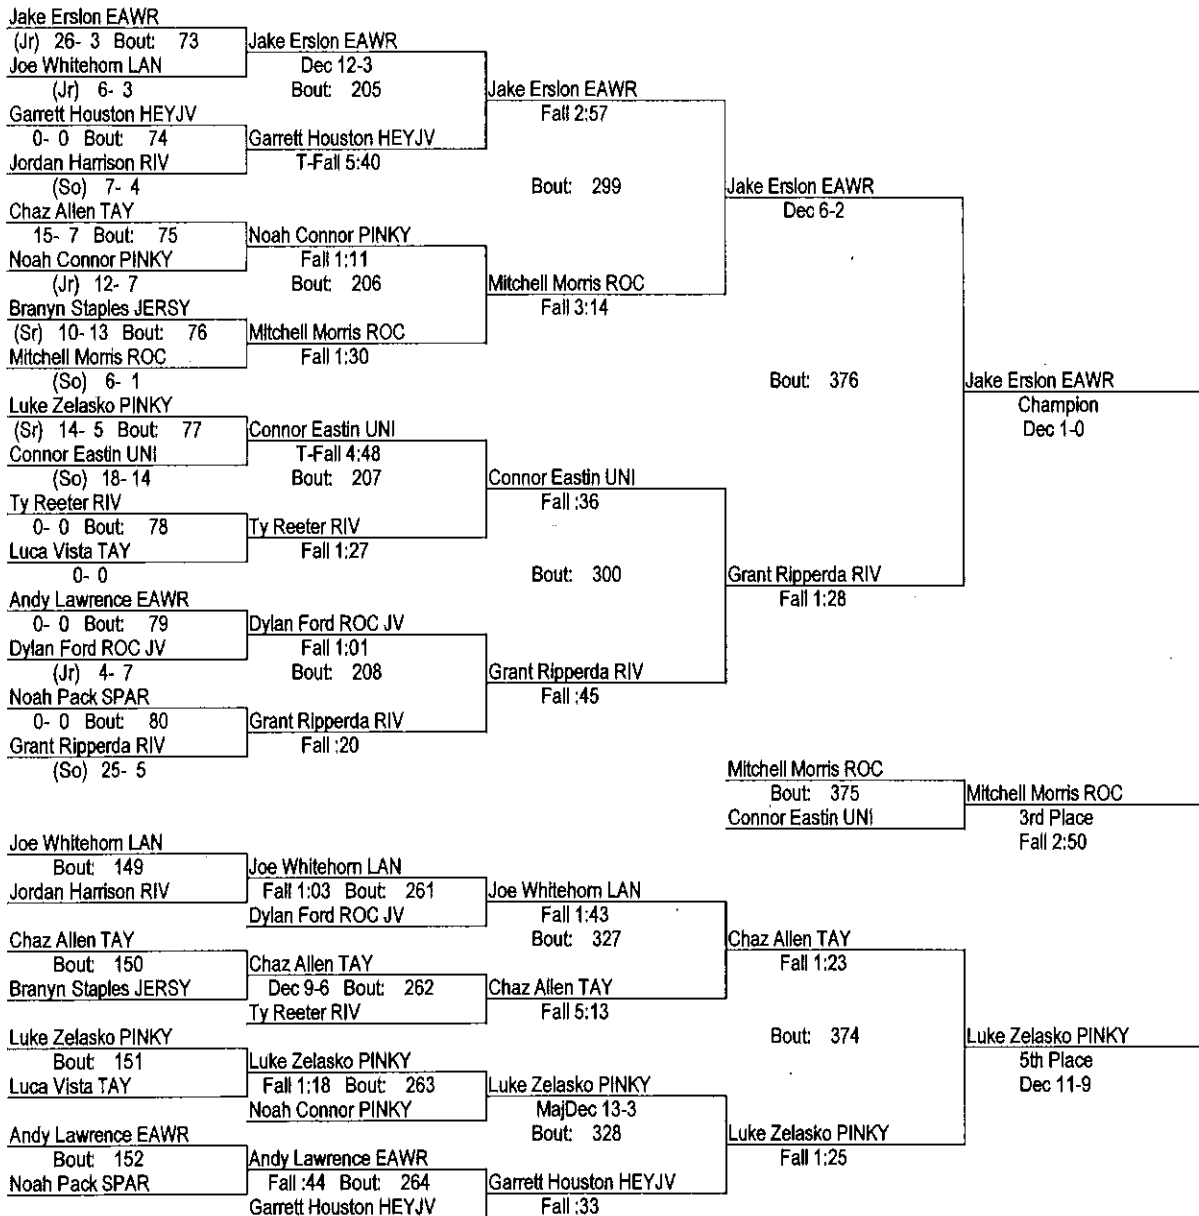 Jake Erslon EAWR
(Jr) 26- 3 Bout: 73
Joe Whitehorn LAN
(Jr) 6- 3
Garrett Houston HEYJV
0- 0 Bout: 74
Jordan Harrison RIV
(So) 7- 4
Chaz Allen TAY
15- 7 Bout: 75
Noah Connor PINKY
(Jr) 12- 7
Branyn Staples JERSY
(Sr) 10- 13 Bout: 76
Mitchell Morris ROC
(So) 6- 1
Luke Zelasko PINKY
(Sr) 14- 5 Bout: 77
Connor Eastin UNI
(So) 18- 14
Ty Reeter RIV
0- 0 Bout: 78
Luca Vista TAY
0- 0
Andy Lawrence EAWR
0- 0 Bout: 79
Dylan Ford ROC JV
(Jr) 4- 7
Noah Pack SPAR
0- 0 Bout: 80
Grant Ripperda RIV
(So) 25- 5
Jake Erslon EAWR
Dec 12-3
Bout: 205
Garrett Houston HEYJV
T-Fall 5:40
Noah Connor PINKY
Fall 1:11
Bout: 206
Mitchell Morris ROC
Fall 1:30
Connor Eastin UNI
T-Fall 4:48
Bout: 207
Ty Reeter RIV
Fall 1:27
Dylan Ford ROC JV
Fall 1:01
Bout: 208
Grant Ripperda RIV
Fall :20
Jake Erslon EAWR
Fall 2:57
Bout: 299
Mitchell Morris ROC
Fall 3:14
Connor Eastin UNI
Fall :36
Bout: 300
Grant Ripperda RIV
Fall :45
Jake Erslon EAWR
Dec 6-2
Bout: 376
Grant Ripperda RIV
Fall 1:28
Jake Erslon EAWR
Champion
Dec 1-0
Mitchell Morris ROC
Bout: 375
Connor Eastin UNI
Mitchell Morris ROC
3rd Place
Fall 2:50
Joe Whitehorn LAN
Bout: 149
Jordan Harrison RIV
Chaz Allen TAY
Bout: 150
Branyn Staples JERSY
Luke Zelasko PINKY
Bout: 151
Luca Vista TAY
Andy Lawrence EAWR
Bout: 152
Noah Pack SPAR
Joe Whitehorn LAN
Fall 1:03 Bout: 261
Dylan Ford ROC JV
Chaz Allen TAY
Dec 9-6 Bout: 262
Ty Reeter RIV
Luke Zelasko PINKY
Fall 1:18 Bout: 263
Noah Connor PINKY
Andy Lawrence EAWR
Fall :44 Bout: 264
Garrett Houston HEYJV
Joe Whitehorn LAN
Fall 1:43
Bout: 327
Chaz Allen TAY
Fall 5:13
Luke Zelasko PINKY
MajDec 13-3
Bout: 328
Garrett Houston HEYJV
Fall :33
Chaz Allen TAY
Fall 1:23
Bout: 374
Luke Zelasko PINKY
Fall 1:25
Luke Zelasko PINKY
5th Place
Dec 11-9